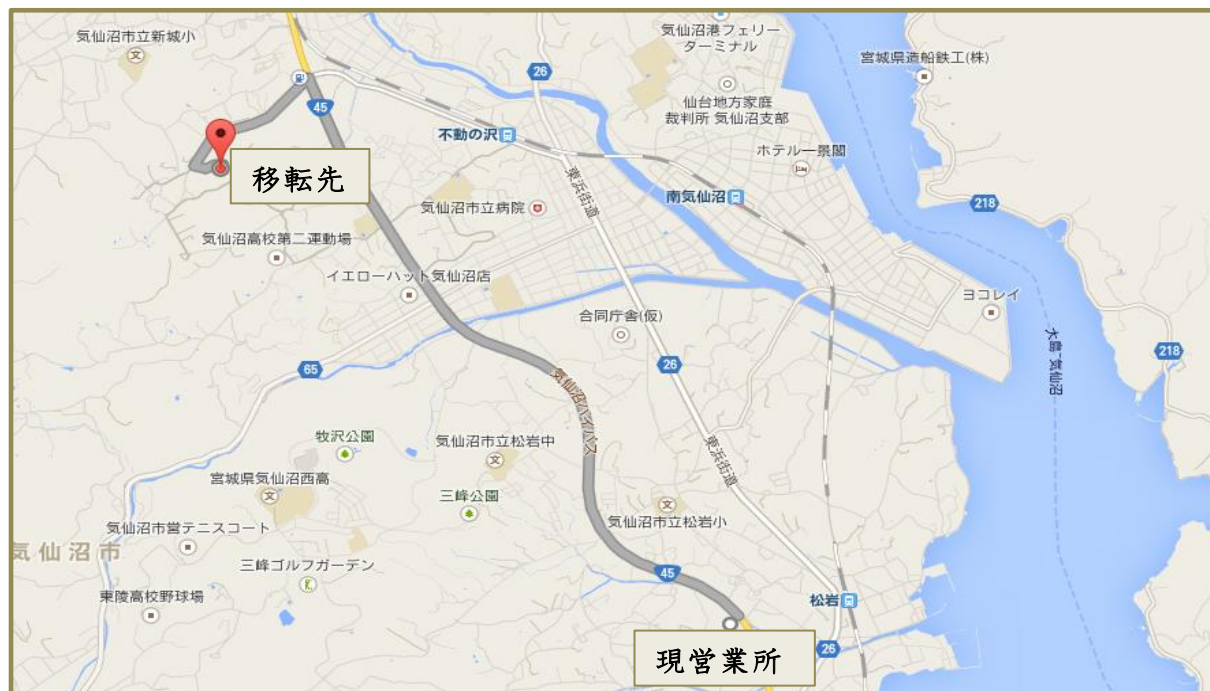 気仙沼市立新城小
26
気仙沼港フェリー
ターミナル
宮城県造船鉄工(株)
45
仙台地方家庭
裁判所 気仙沼支部
不動の沢
ホテル一景閣
移転先
東浜街道
南気仙沼
218
気仙沼市立病院
気仙沼高校第二運動場
イエローハット気仙沼店
ヨコレイ
合同庁舎(仮)
大島-気仙沼
65
26
218
気仙沼バイパス
牧沢公園
気仙沼市立松岩中
東浜街道
宮城県気仙沼西高
三峰公園
気仙沼市立松岩小
気仙沼市営テニスコート
気仙沼市
三峰ゴルフガーデン
45
東陵高校野球場
松岩
現営業所
26